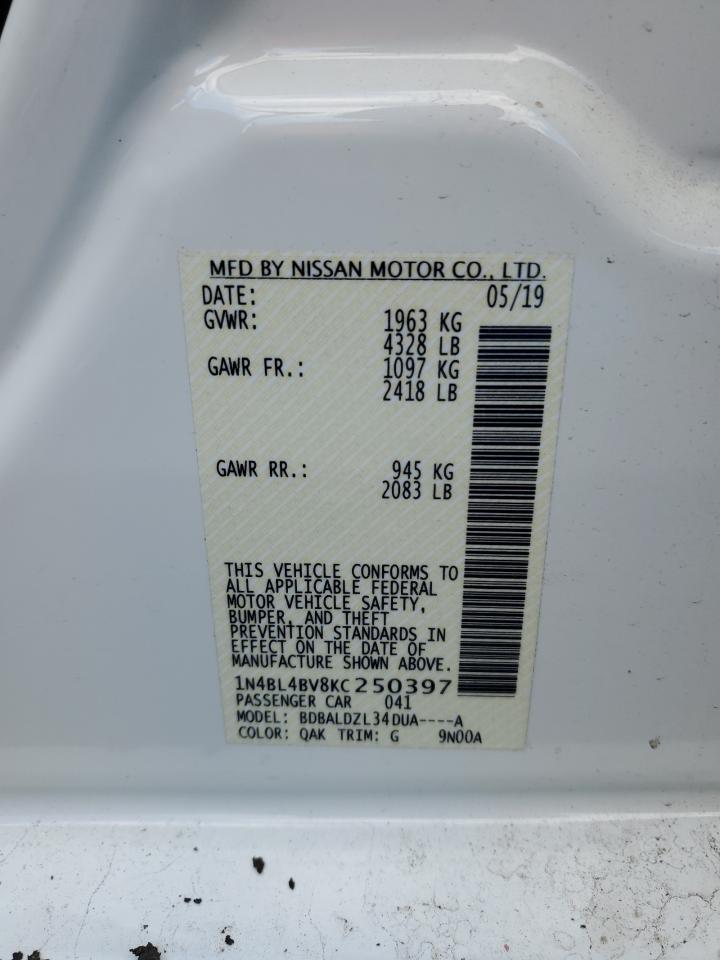 MFD BY NISSAN MOTOR CO., LTD.
DATE: 05/19
GVWR: 1963 KG
4328 LB
GAWR FR.: 1097 KG
2418 LB
GAWR RR.: 945 KG
2083 LB
THIS VEHICLE CONFORMS TO
ALL APPLICABLE FEDERAL
MOTOR VEHICLE SAFETY,
BUMPER, AND THEFT
PREVENTION STANDARDS IN
EFFECT ON THE DATE OF
MANUFACTURE SHOWN ABOVE.
1N4BL4BV8KC250397
PASSENGER CAR 041
MODEL: BDBALDZL34DUA----A
COLOR: QAK TRIM: G 9N00A